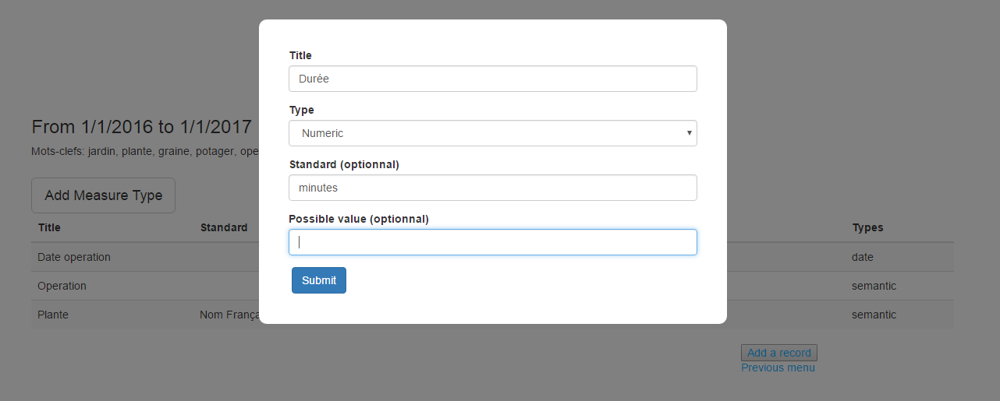 Title
Durée
Type
Numeric
Standard (optionnal)
minutes
Possible value (optionnal)
Submit
From 1/1/2016 to 1/1/2017
Mots-clefs: jardin, plante, graine, potager, ope
Add Measure Type
Title Standard Types
Date operation date
Operation semantic
Plante Nom França semantic
Add a record
Previous menu